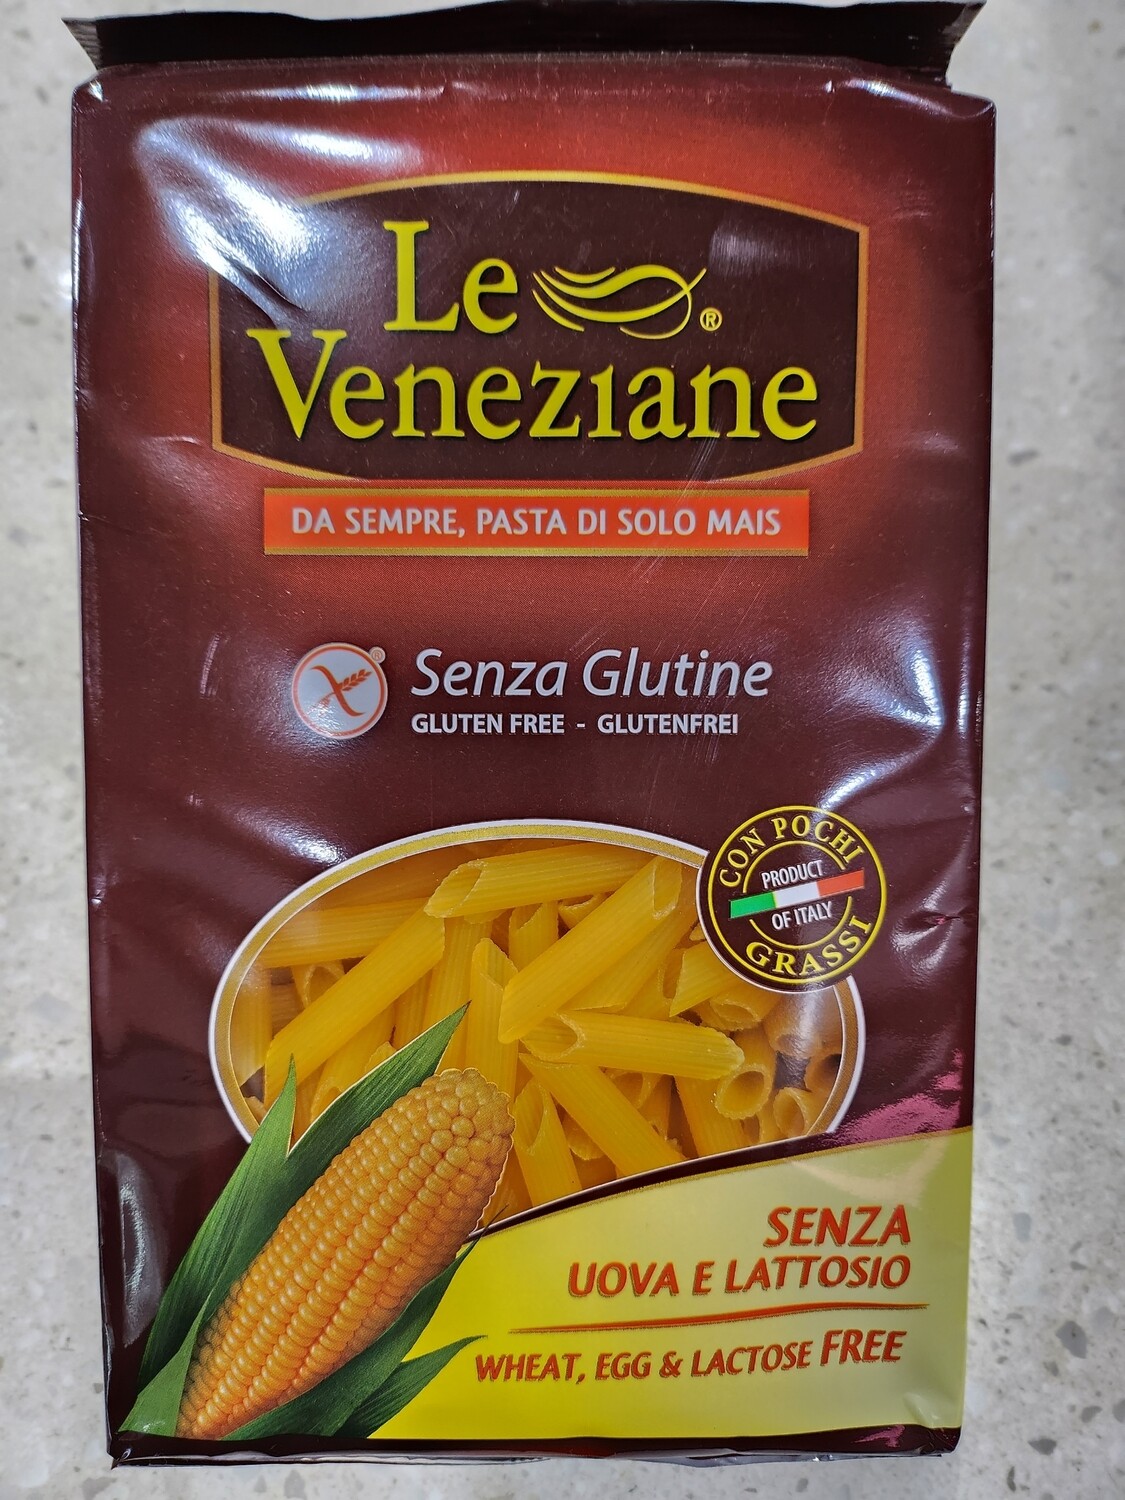 Le
Veneziane
®
DA SEMPRE, PASTA DI SOLO MAIS
Senza Glutine
GLUTEN FREE - GLUTENFREI
CON POCHI
PRODUCT
OF ITALY
GRASSI
SENZA
UOVA E LATTOSIO
WHEAT, EGG & LACTOSE FREE